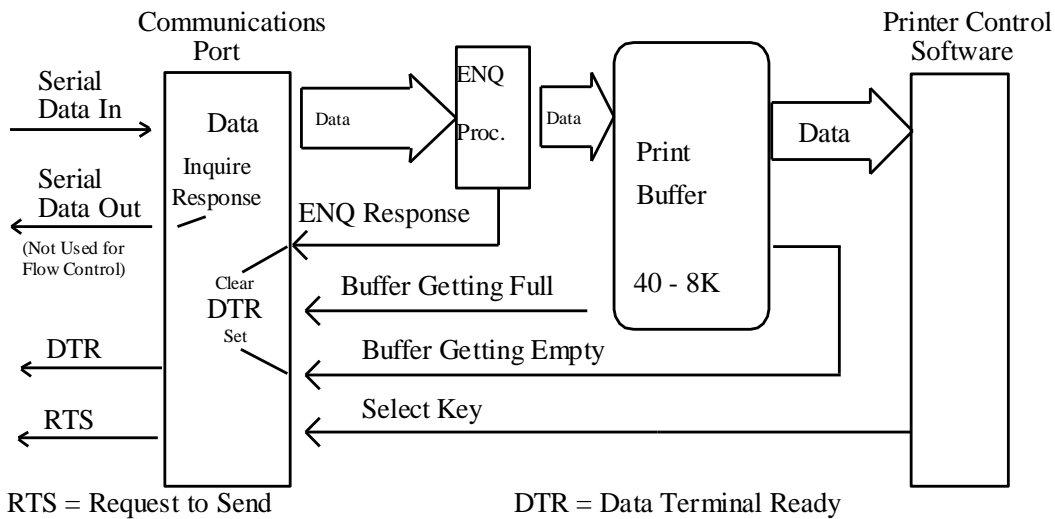 Communications
Port
Printer Control
Software
Serial
Data In
Data
Data
ENQ
Proc.
Data
Print
Buffer
40 - 8K
Data
Inquire
Response
Serial
Data Out
(Not Used for
Flow Control)
ENQ Response
Clear
DTR
Set
Buffer Getting Full
Buffer Getting Empty
DTR
Select Key
RTS
RTS = Request to Send
DTR = Data Terminal Ready